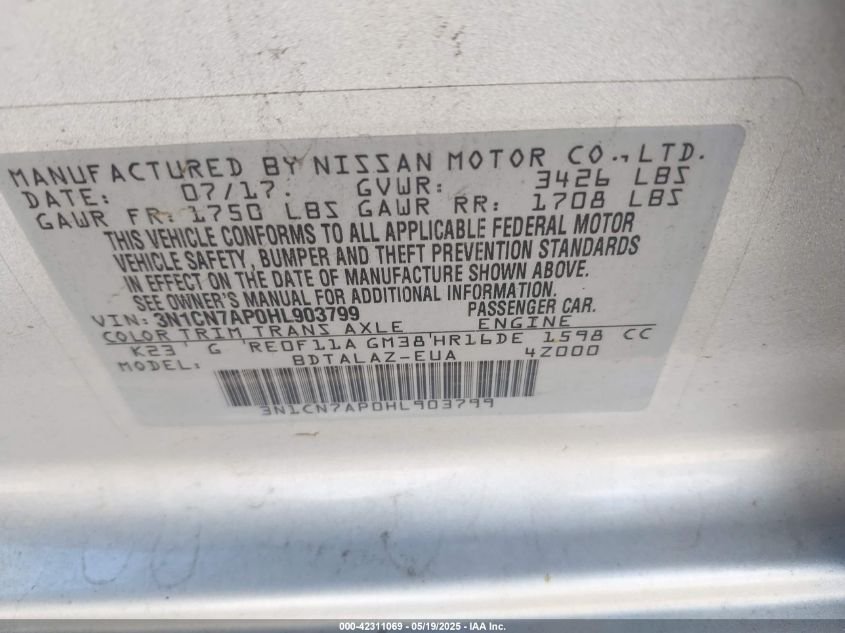 MANUFACTURED BY NISSAN MOTOR CO., LTD.
DATE: 07/17. GVWR: 3426 LBS
GAWR FR: 1750 LBS GAWR RR: 1708 LBS
THIS VEHICLE CONFORMS TO ALL APPLICABLE FEDERAL MOTOR
VEHICLE SAFETY, BUMPER AND THEFT PREVENTION STANDARDS
IN EFFECT ON THE DATE OF MANUFACTURE SHOWN ABOVE.
SEE OWNER'S MANUAL FOR ADDITIONAL INFORMATION.
VIN: 3N1CN7AP0HL903799 PASSENGER CAR.
COLOR TRIM TRANS AXLE ENGINE
K23 G RE0F11A GM38 HR16DE 1598 CC
MODEL: BDTALAZ-EUA 4Z000
3N1CN7AP0HL903799
000-42311069 - 05/19/2025 - IAA Inc.